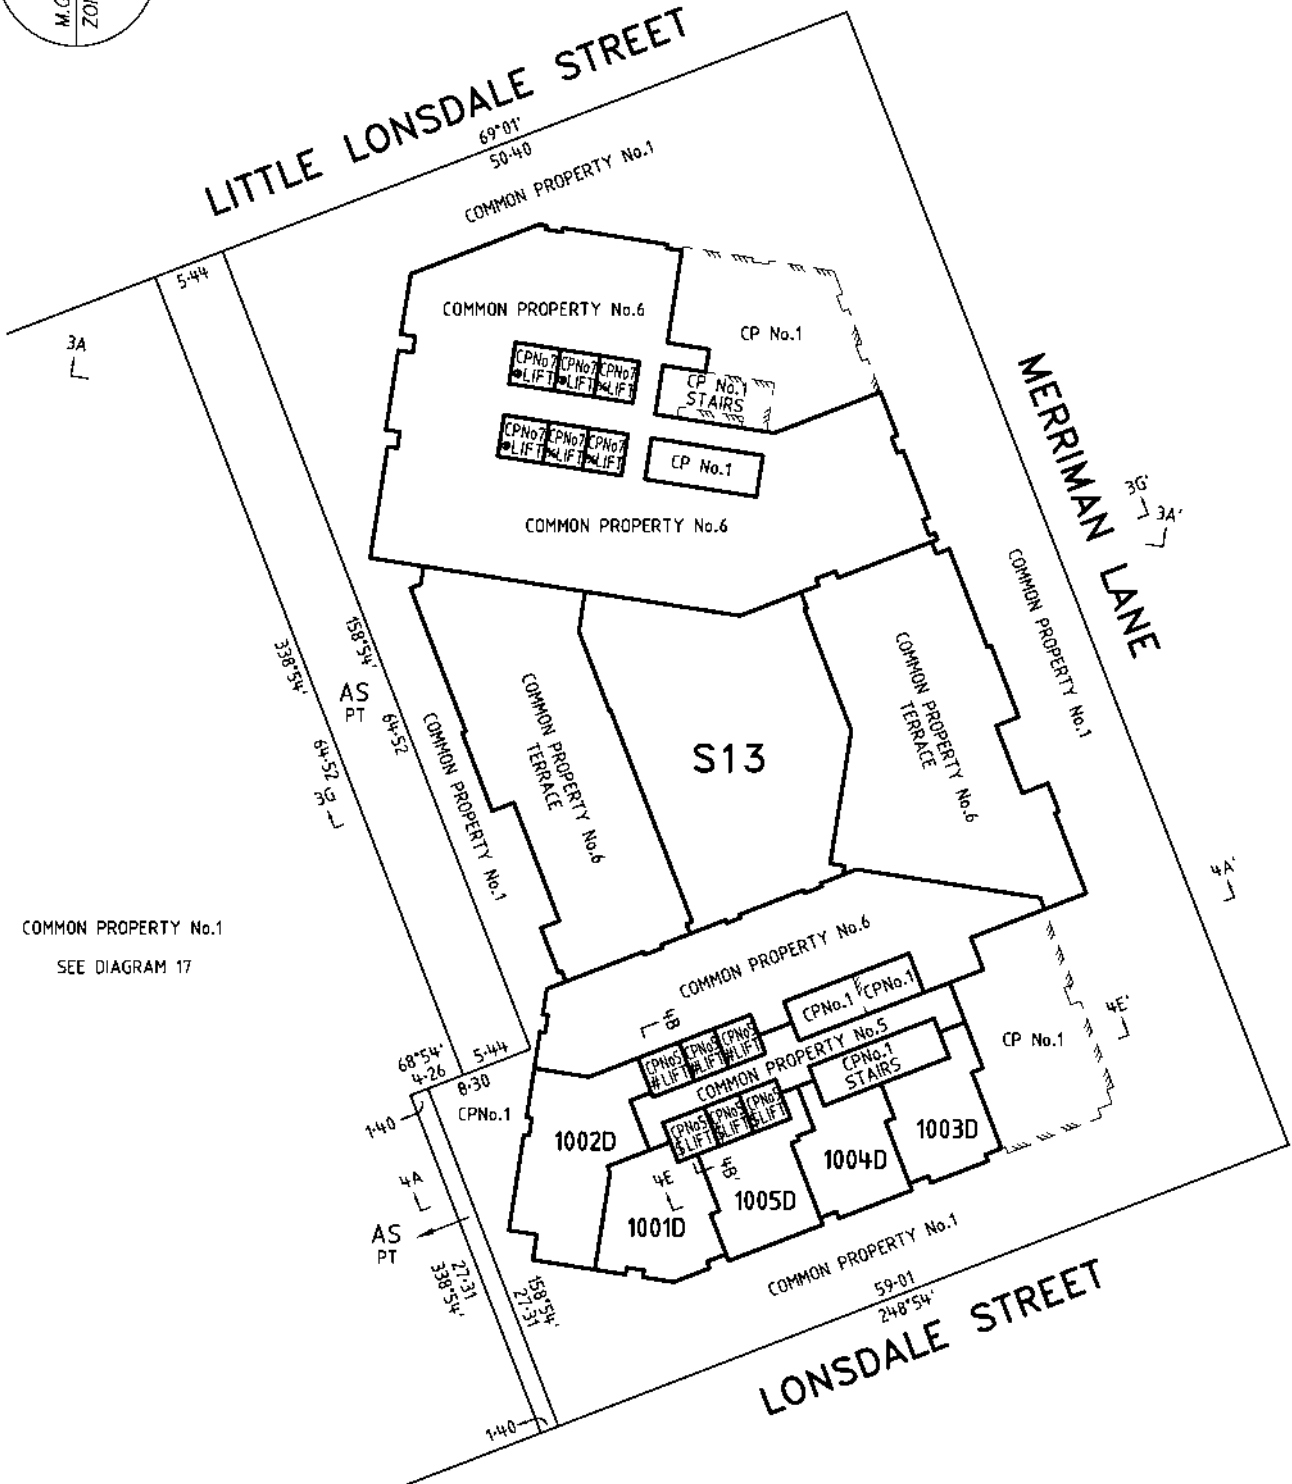 M.G
ZON
LITTLE LONSDALE STREET
69°01'
50·40
COMMON PROPERTY No.1
5·44
3A
COMMON PROPERTY No.6
CP No.1
CPNo7
●LIFT
CPNo7
●LIFT
CPNo7
%LIFT
CP No.1
STAIRS
CPNo7
●LIFT
CPNo7
%LIFT
CPNo7
%LIFT
CP No.1
COMMON PROPERTY No.6
MERRIMAN LANE
3G'
3A'
COMMON PROPERTY No.1
338°54'
64·52
158°54'
64·52
AS
PT
3G
COMMON PROPERTY No.1
COMMON PROPERTY No.6
TERRACE
S13
COMMON PROPERTY No.6
TERRACE
4A'
COMMON PROPERTY No.1
SEE DIAGRAM 17
COMMON PROPERTY No.6
4B
CPNo.1
CPNo.1
4E'
CP No.1
CPNo5
#LIFT
CPNo5
#LIFT
CPNo5
#LIFT
COMMON PROPERTY No.5
CPNo.1
STAIRS
68°54'
4·26
5·44
8·30
CPNo.1
1·40
CPNo5
$LIFT
CPNo5
$LIFT
CPNo5
$LIFT
1002D
1003D
1004D
4E
4B'
1005D
1001D
4A
AS
PT
27·31
338°54'
158°54'
27·31
COMMON PROPERTY No.1
59·01
248°54'
LONSDALE STREET
1·40